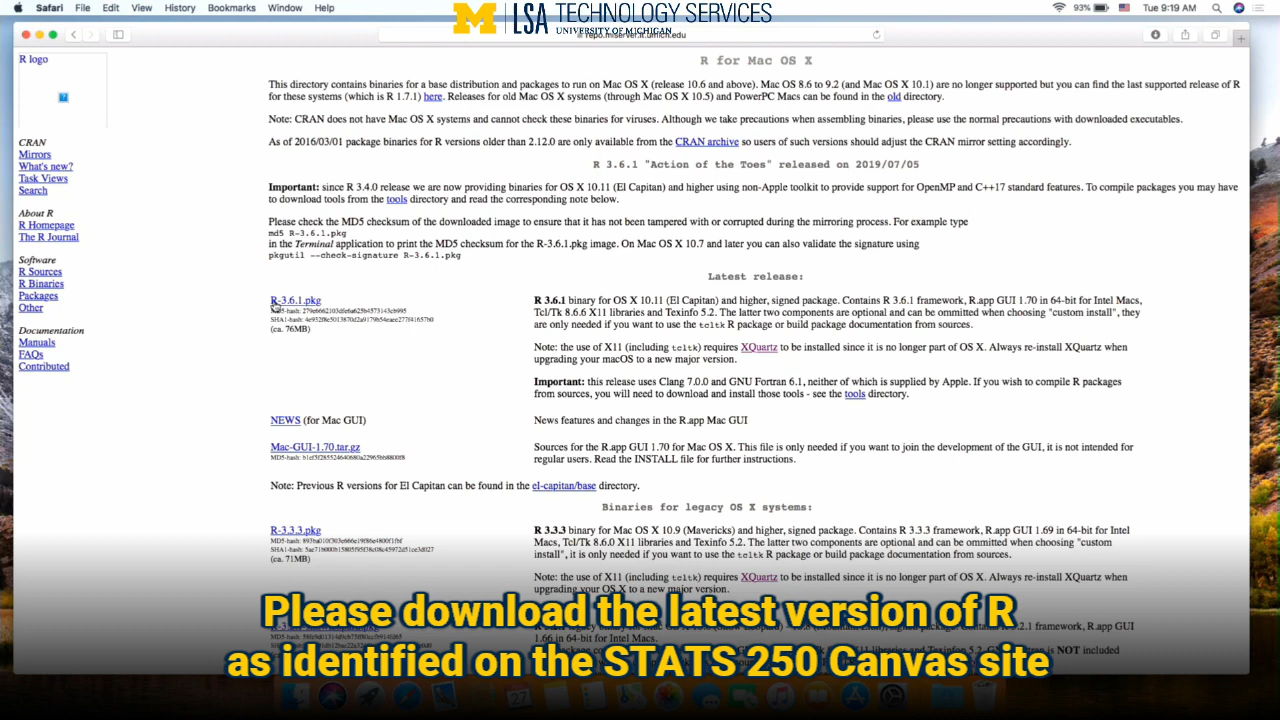 Safari File Edit View History Bookmarks Window Help
93% Tue 9:19 AM
M LSA TECHNOLOGY SERVICES
UNIVERSITY OF MICHIGAN
repo.miserver.it.umich.edu
R logo
CRAN
Mirrors
What's new?
Task Views
Search
About R
R Homepage
The R Journal
Software
R Sources
R Binaries
Packages
Other
Documentation
Manuals
FAQs
Contributed
R for Mac OS X
This directory contains binaries for a base distribution and packages to run on Mac OS X (release 10.6 and above). Mac OS 8.6 to 9.2 (and Mac OS X 10.1) are no longer supported but you can find the last supported release of R
for these systems (which is R 1.7.1) here. Releases for old Mac OS X systems (through Mac OS X 10.5) and PowerPC Macs can be found in the old directory.
Note: CRAN does not have Mac OS X systems and cannot check these binaries for viruses. Although we take precautions when assembling binaries, please use the normal precautions with downloaded executables.
As of 2016/03/01 package binaries for R versions older than 2.12.0 are only available from the CRAN archive so users of such versions should adjust the CRAN mirror setting accordingly.
R 3.6.1 "Action of the Toes" released on 2019/07/05
Important: since R 3.4.0 release we are now providing binaries for OS X 10.11 (El Capitan) and higher using non-Apple toolkit to provide support for OpenMP and C++17 standard features. To compile packages you may have
to download tools from the tools directory and read the corresponding note below.
Please check the MD5 checksum of the downloaded image to ensure that it has not been tampered with or corrupted during the mirroring process. For example type
md5 R-3.6.1.pkg
in the Terminal application to print the MD5 checksum for the R-3.6.1.pkg image. On Mac OS X 10.7 and later you can also validate the signature using
pkgutil --check-signature R-3.6.1.pkg
Latest release:
R-3.6.1.pkg
MD5-hash:
SHA1-hash:
(ca. 76MB)
R 3.6.1 binary for OS X 10.11 (El Capitan) and higher, signed package. Contains R 3.6.1 framework, R.app GUI 1.70 in 64-bit for Intel Macs,
Tcl/Tk 8.6.6 X11 libraries and Texinfo 5.2. The latter two components are optional and can be ommitted when choosing "custom install", they
are only needed if you want to use the tcltk R package or build package documentation from sources.
Note: the use of X11 (including tcltk) requires XQuartz to be installed since it is no longer part of OS X. Always re-install XQuartz when
upgrading your macOS to a new major version.
Important: this release uses Clang 7.0.0 and GNU Fortran 6.1, neither of which is supplied by Apple. If you wish to compile R packages
from sources, you will need to download and install those tools - see the tools directory.
NEWS (for Mac GUI)
News features and changes in the R.app Mac GUI
Mac-GUI-1.70.tar.gz
MD5-hash:
Sources for the R.app GUI 1.70 for Mac OS X. This file is only needed if you want to join the development of the GUI, it is not intended for
regular users. Read the INSTALL file for further instructions.
Note: Previous R versions for El Capitan can be found in the el-capitan/base directory.
Binaries for legacy OS X systems:
R-3.3.3.pkg
MD5-hash:
SHA1-hash:
(ca. 71MB)
R 3.3.3 binary for Mac OS X 10.9 (Mavericks) and higher, signed package. Contains R 3.3.3 framework, R.app GUI 1.69 in 64-bit for Intel
Macs, Tcl/Tk 8.6.0 X11 libraries and Texinfo 5.2. The latter two components are optional and can be ommitted when choosing "custom
install", it is only needed if you want to use the tcltk R package or build package documentation from sources.
Note: the use of X11 (including tcltk) requires XQuartz to be installed since it is no longer part of OS X. Always re-install XQuartz when
upgrading your OS X to a new major version.
1.66 in 64-bit for Intel Macs.
Please download the latest version of R
as identified on the STATS 250 Canvas site